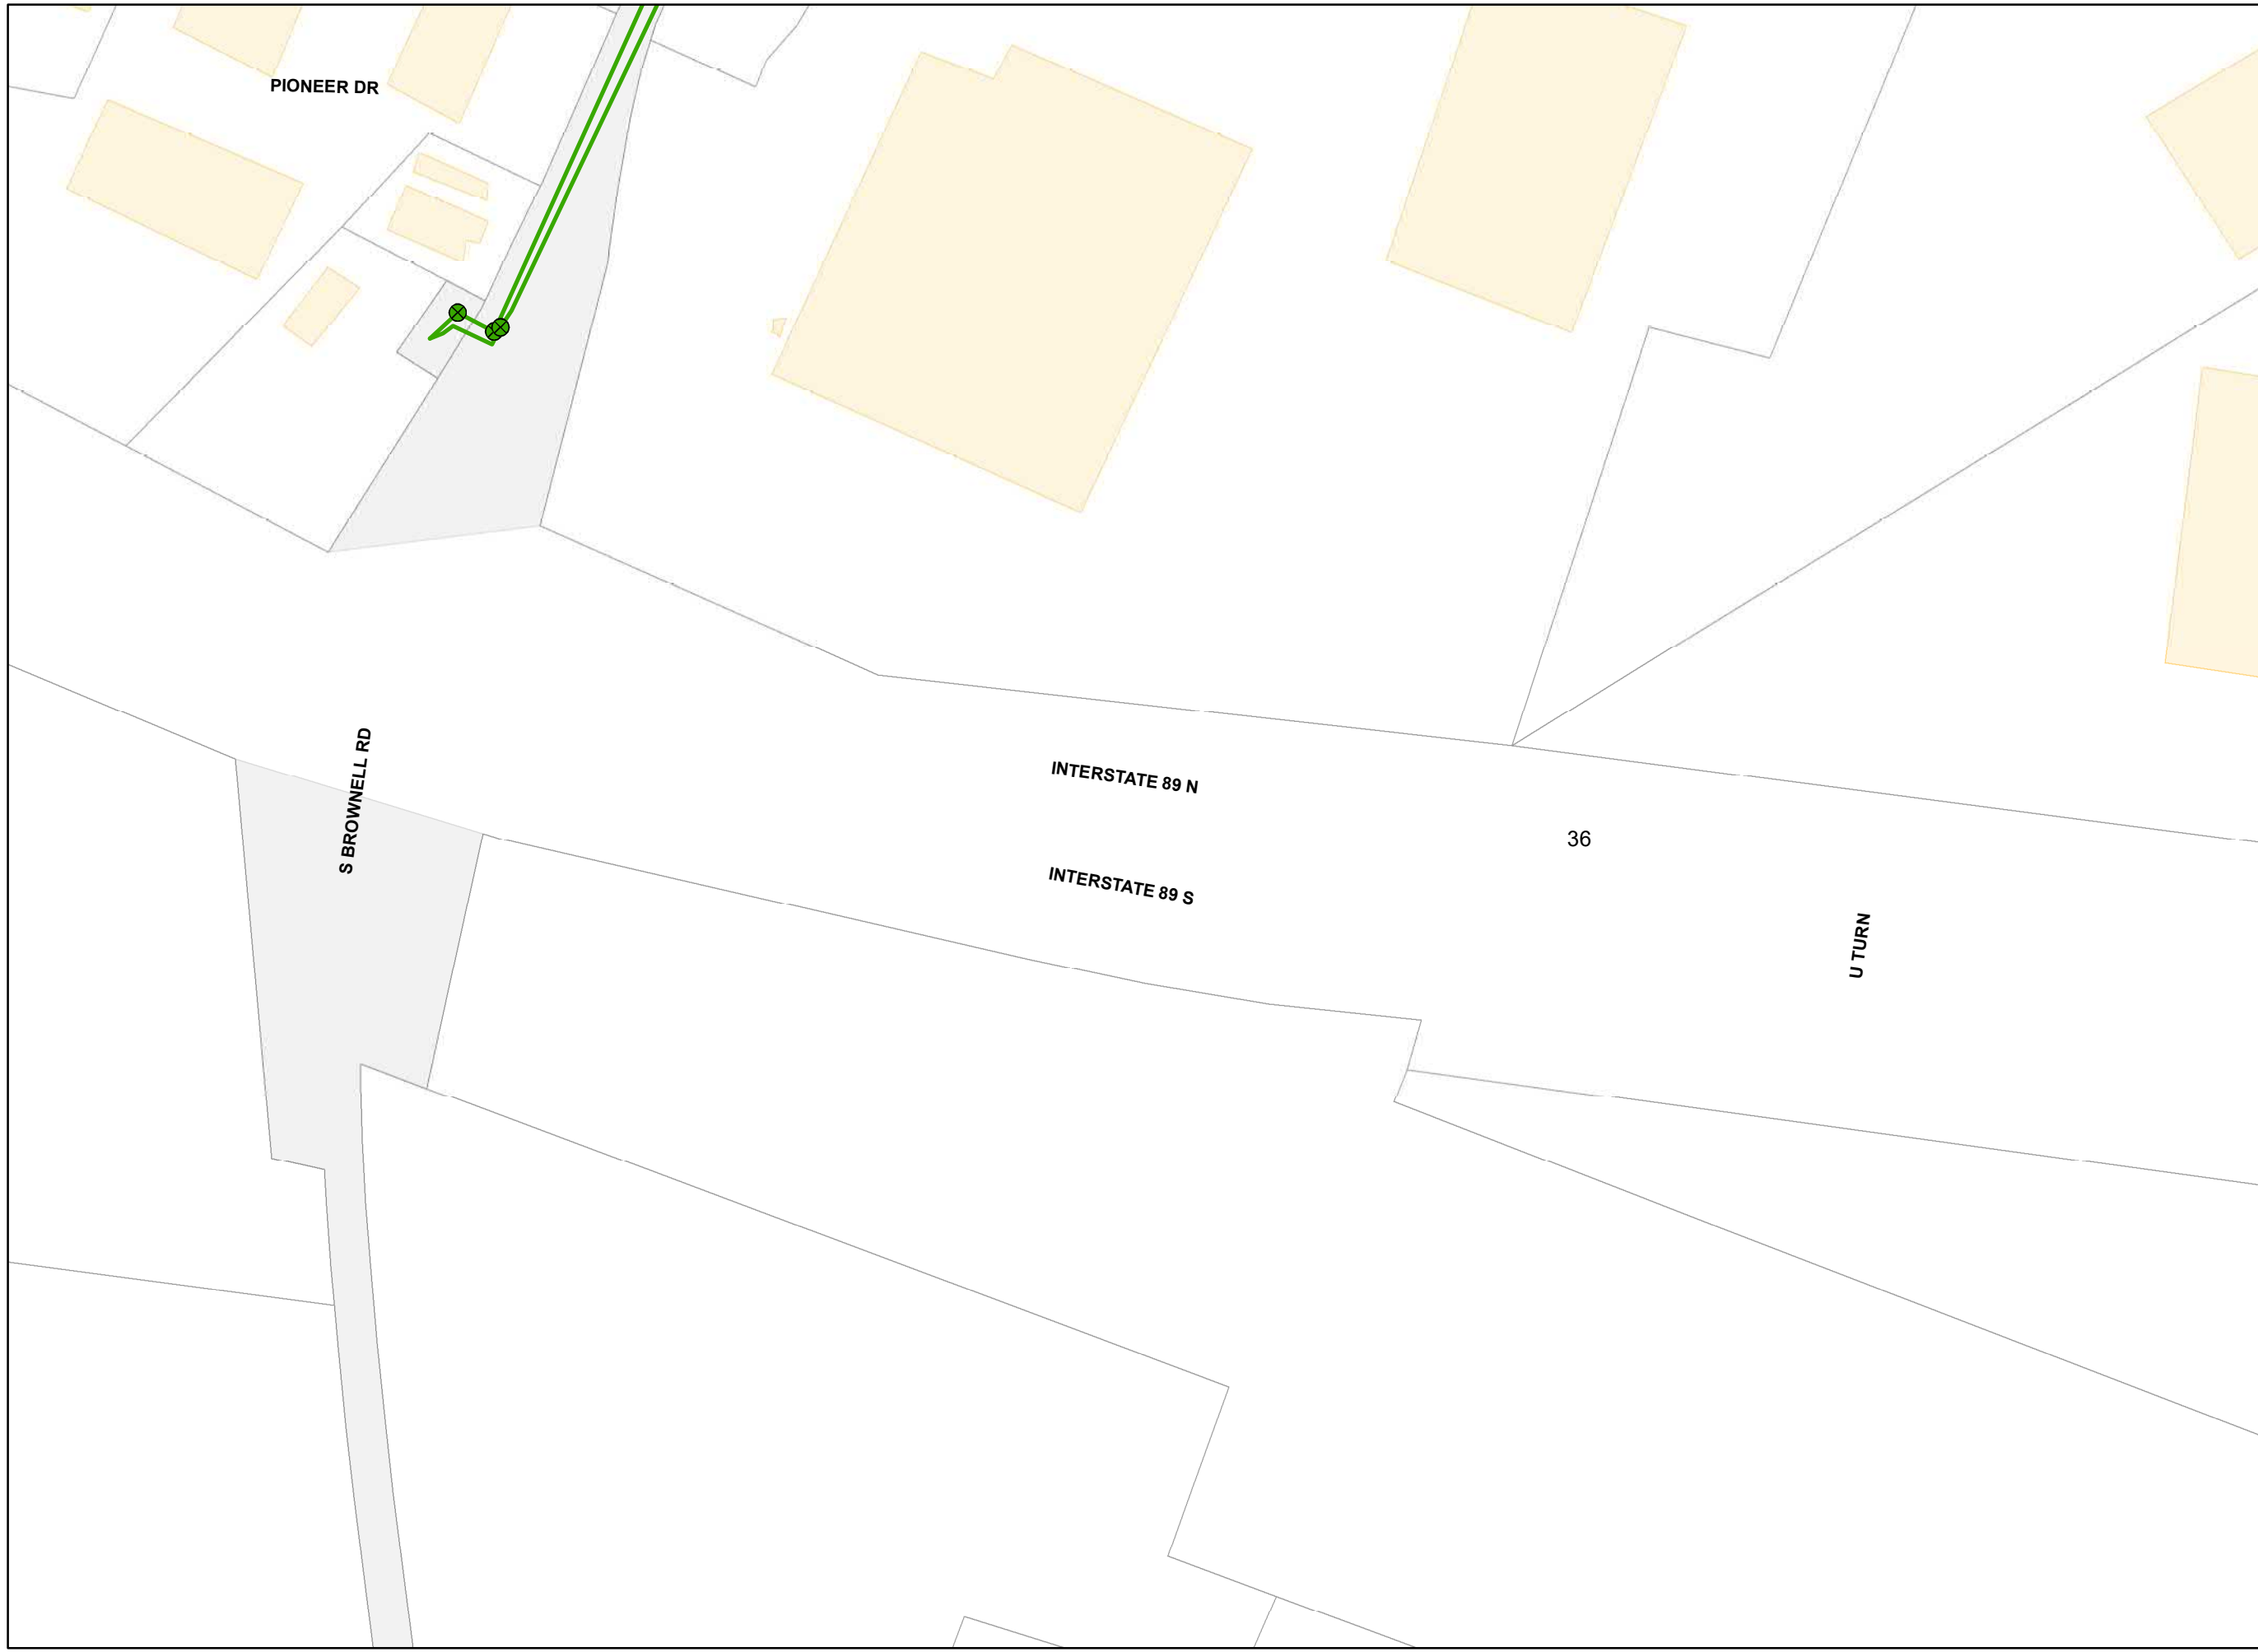 PIONEER DR
S BROWNELL RD
INTERSTATE 89 N
36
INTERSTATE 89 S
U TURN